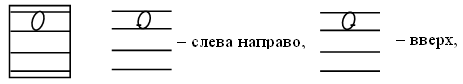 – слева направо, – вверх,